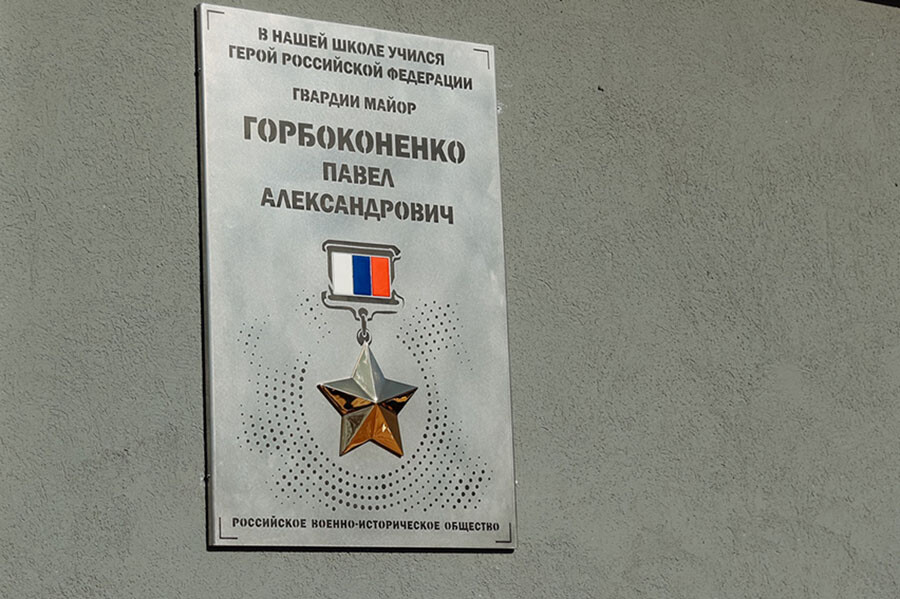 В НАШЕЙ ШКОЛЕ УЧИЛСЯ
ГЕРОЙ РОССИЙСКОЙ ФЕДЕРАЦИИ
ГВАРДИИ МАЙОР
ГОРБОКОНЕНКО
ПАВЕЛ
АЛЕКСАНДРОВИЧ
РОССИЙСКОЕ ВОЕННО-ИСТОРИЧЕСКОЕ ОБЩЕСТВО